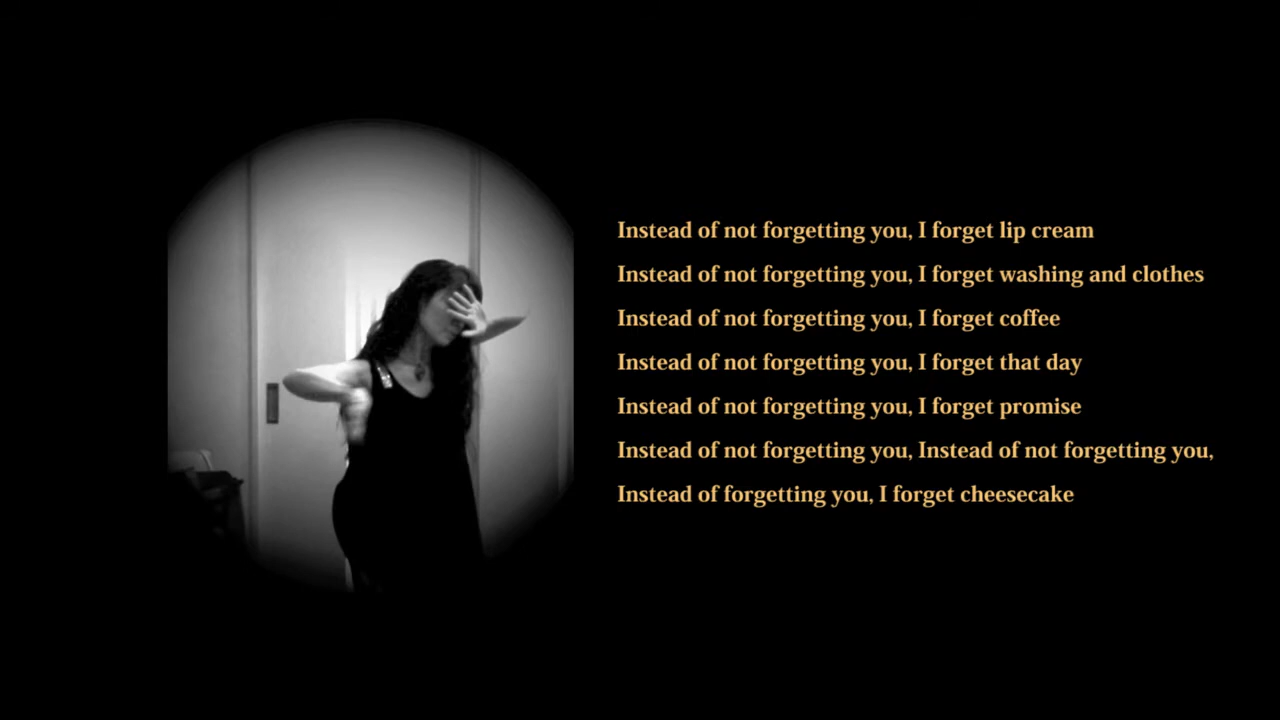 Instead of not forgetting you, I forget lip cream
Instead of not forgetting you, I forget washing and clothes
Instead of not forgetting you, I forget coffee
Instead of not forgetting you, I forget that day
Instead of not forgetting you, I forget promise
Instead of not forgetting you, Instead of not forgetting you,
Instead of forgetting you, I forget cheesecake